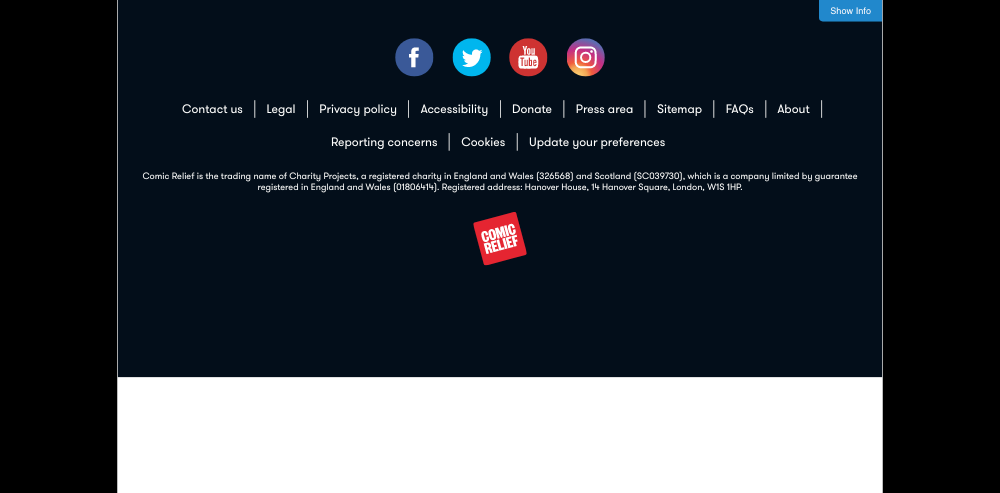 Show Info
You
Tube
Contact us Legal Privacy policy Accessibility Donate Press area Sitemap FAQs About
Reporting concerns Cookies Update your preferences
Comic Relief is the trading name of Charity Projects, a registered charity in England and Wales (326568) and Scotland (SC039730), which is a company limited by guarantee
registered in England and Wales (01806414). Registered address: Hanover House, 14 Hanover Square, London, W1S 1HP.
COMIC
RELIEF